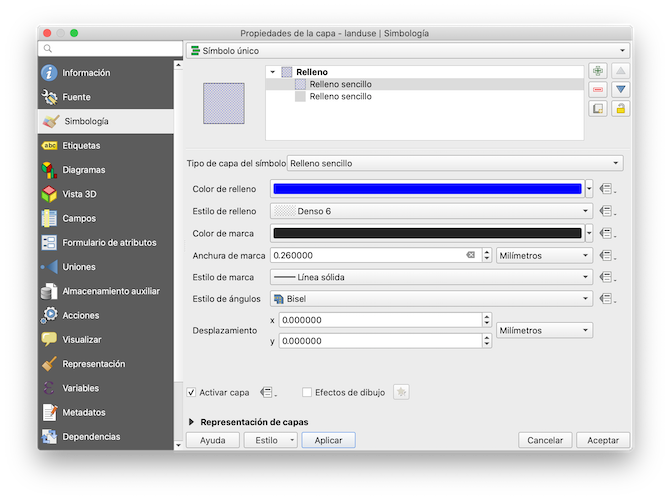 Propiedades de la capa - landuse | Simbología
Símbolo único
Información
Fuente
Simbología
Etiquetas
Diagramas
Vista 3D
Campos
Formulario de atributos
Uniones
Almacenamiento auxiliar
Acciones
Visualizar
Representación
Variables
Metadatos
Dependencias
Relleno
Relleno sencillo
Relleno sencillo
Tipo de capa del símbolo Relleno sencillo
Color de relleno
Estilo de relleno Denso 6
Color de marca
Anchura de marca 0.260000 Milímetros
Estilo de marca Línea sólida
Estilo de ángulos Bisel
Desplazamiento x 0.000000 Milímetros
y 0.000000
Activar capa Efectos de dibujo
Representación de capas
Ayuda Estilo Aplicar Cancelar Aceptar
abc